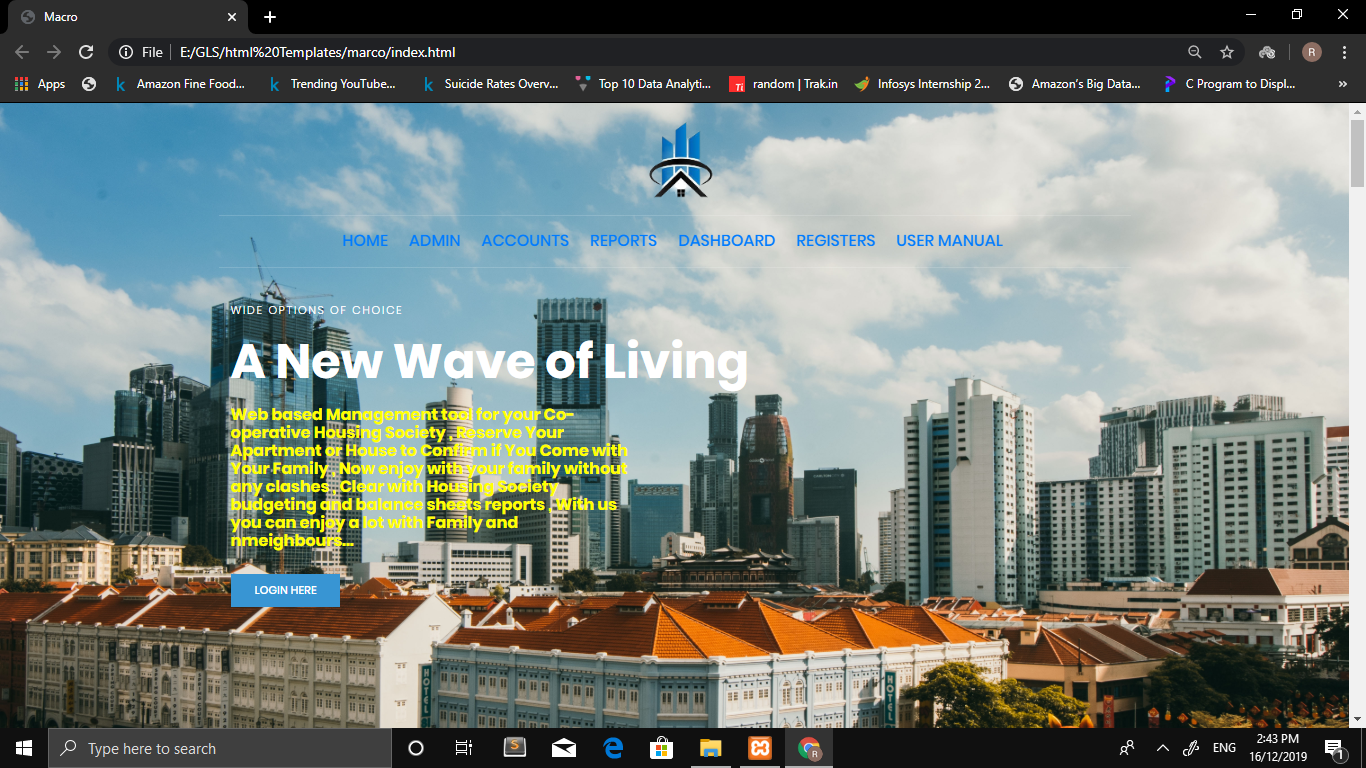 Macro
File
E:/GLS/html%20Templates/marco/index.html
R
Apps
Amazon Fine Food...
Trending YouTube...
Suicide Rates Overv...
Top 10 Data Analyti...
Ti
random | Trak.in
Infosys Internship 2...
Amazon's Big Data...
C Program to Displ...
»
HOME ADMIN ACCOUNTS REPORTS DASHBOARD REGISTERS USER MANUAL
WIDE OPTIONS OF CHOICE
A New Wave of Living
Web based Management tool for your Co-
operative Housing Society , Reserve Your
Apartment or House to Confirm if You Come with
Your Family , Now enjoy with your family without
any clashes , Clear with Housing Society
budgeting and balance sheets reports , With us
you can enjoy a lot with Family and
nmeighbours...
LOGIN HERE
HOTEL
HOTEL
Type here to search
S
R
ENG
2:43 PM
16/12/2019
1